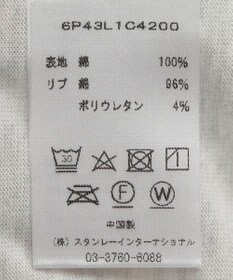 6P43L1C4200
表地 綿 100%
リブ 綿 96%
ポリウレタン 4%
30
F W
中国製
(株) スタンレーインターナショナル
03-3760-6088